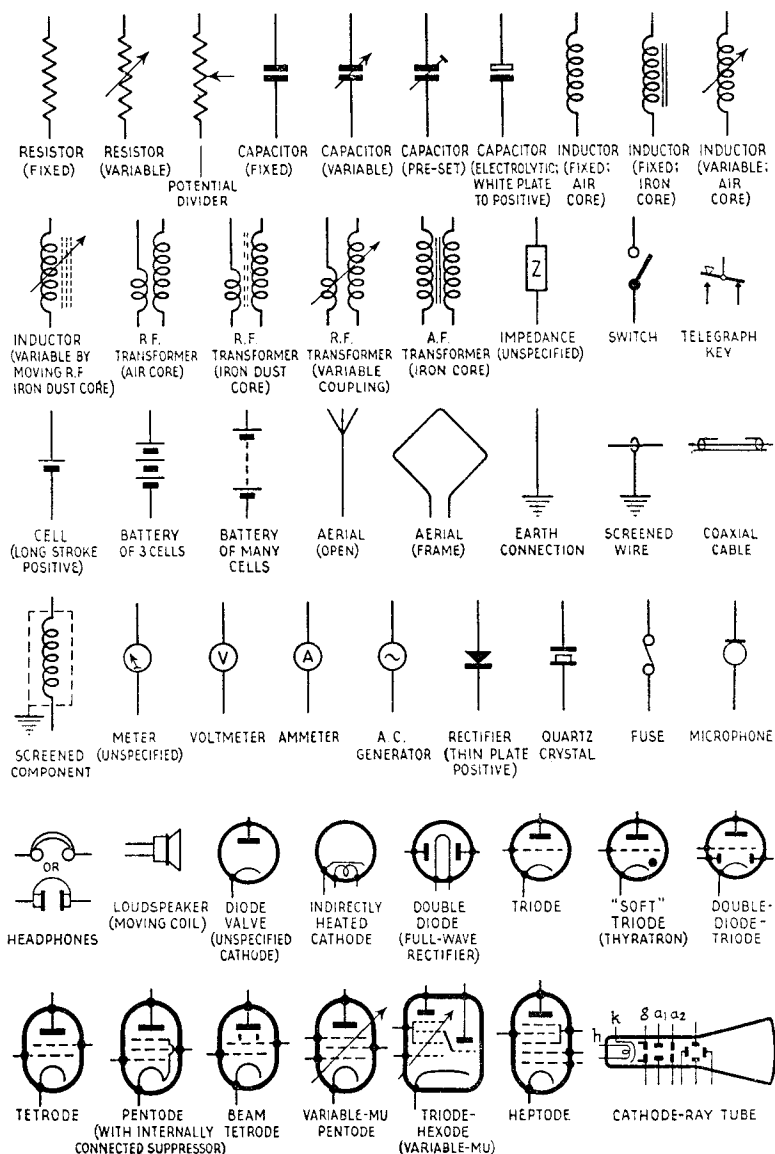 RESISTOR
(FIXED)
RESISTOR
(VARIABLE)
POTENTIAL
DIVIDER
CAPACITOR
(FIXED)
CAPACITOR
(VARIABLE)
CAPACITOR
(PRE-SET)
CAPACITOR
(ELECTROLYTIC;
WHITE PLATE
TO POSITIVE)
INDUCTOR
(FIXED;
AIR
CORE)
INDUCTOR
(FIXED;
IRON
CORE)
INDUCTOR
(VARIABLE;
AIR
CORE)
INDUCTOR
(VARIABLE BY
MOVING R.F
IRON DUST CORE)
R.F.
TRANSFORMER
(AIR CORE)
R.F.
TRANSFORMER
(IRON DUST
CORE)
R.F.
TRANSFORMER
(VARIABLE
COUPLING)
A.F.
TRANSFORMER
(IRON CORE)
Z
IMPEDANCE
(UNSPECIFIED)
SWITCH
TELEGRAPH
KEY
CELL
(LONG STROKE
POSITIVE)
BATTERY
OF 3 CELLS
BATTERY
OF MANY
CELLS
AERIAL
(OPEN)
AERIAL
(FRAME)
EARTH
CONNECTION
SCREENED
WIRE
COAXIAL
CABLE
SCREENED
COMPONENT
METER
(UNSPECIFIED)
V
VOLTMETER
A
AMMETER
A.C.
GENERATOR
RECTIFIER
(THIN PLATE
POSITIVE)
QUARTZ
CRYSTAL
FUSE
MICROPHONE
OR
HEADPHONES
LOUDSPEAKER
(MOVING COIL)
DIODE
VALVE
(UNSPECIFIED
CATHODE)
INDIRECTLY
HEATED
CATHODE
DOUBLE
DIODE
(FULL-WAVE
RECTIFIER)
TRIODE
"SOFT"
TRIODE
(THYRATRON)
DOUBLE-
DIODE-
TRIODE
TETRODE
PENTODE
(WITH INTERNALLY
CONNECTED SUPPRESSOR)
BEAM
TETRODE
VARIABLE-MU
PENTODE
TRIODE-
HEXODE
(VARIABLE-MU)
HEPTODE
h k g a1 a2
CATHODE-RAY TUBE